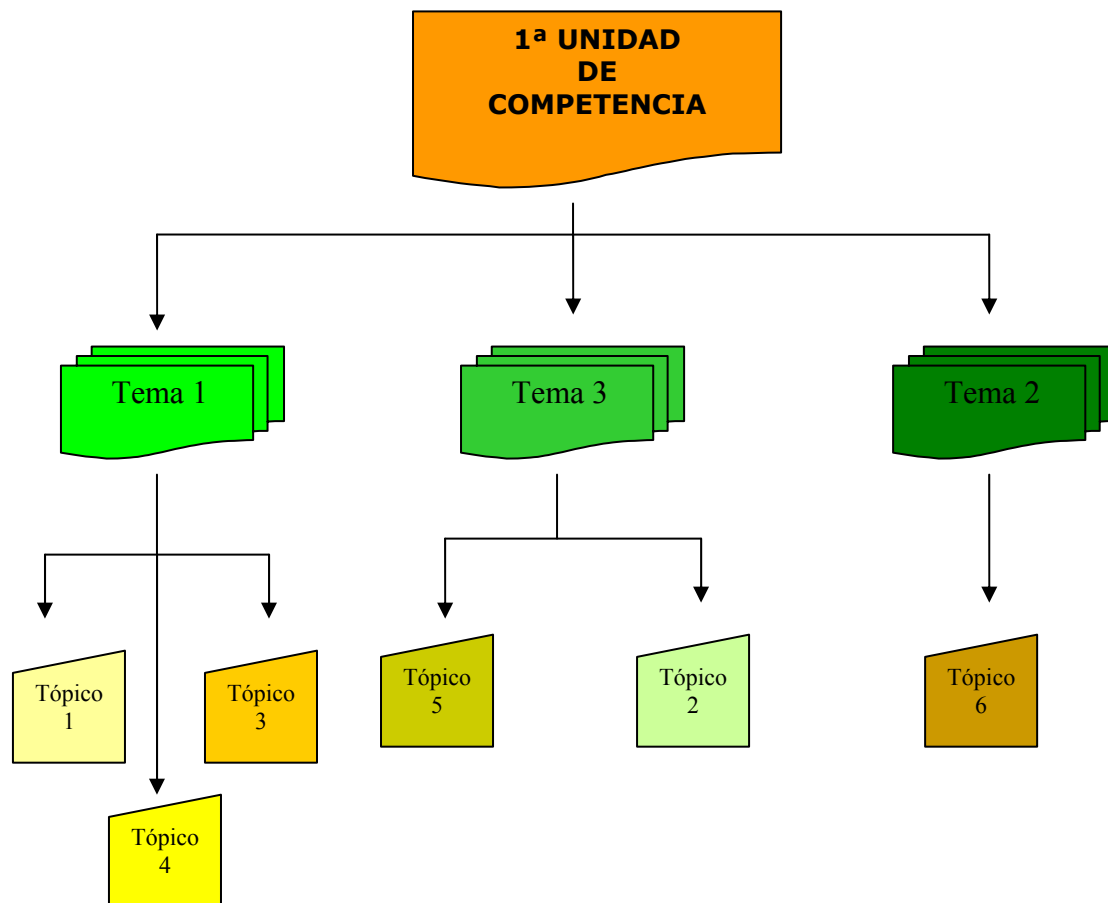 1ª UNIDAD
DE
COMPETENCIA
Tema 1
Tema 3
Tema 2
Tópico
1
Tópico
3
Tópico
5
Tópico
2
Tópico
6
Tópico
4